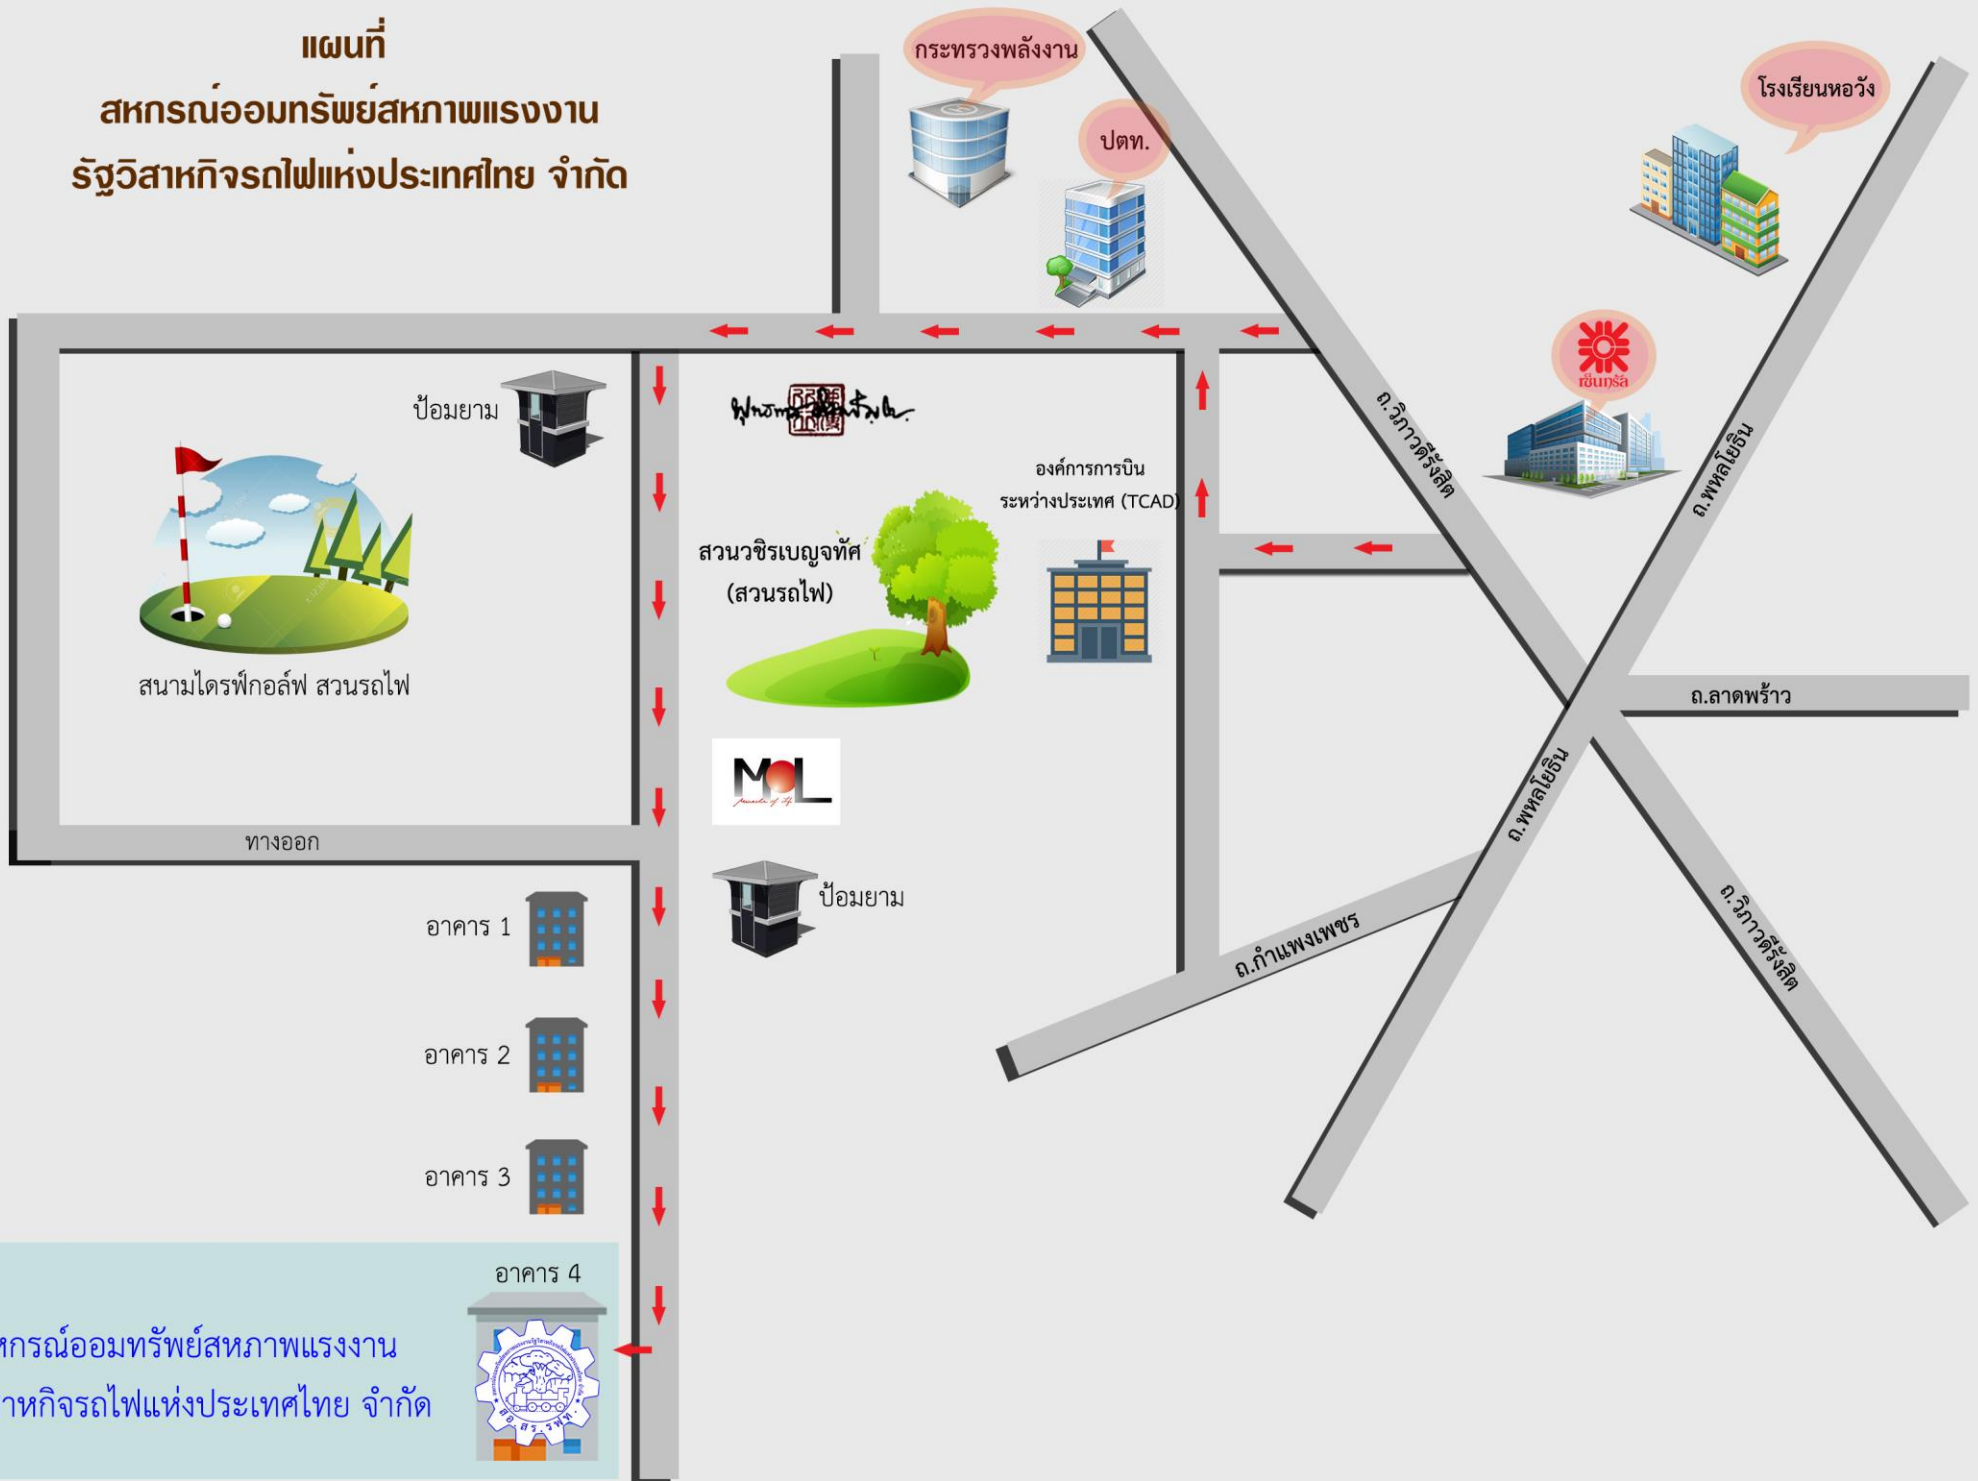 แผนที่
สหกรณ์ออมทรัพย์สหภาพแรงงาน
รัฐวิสาหกิจรถไฟแห่งประเทศไทย จำกัด
กระทรวงพลังงาน
ปตท.
โรงเรียนหอวัง
เซ็นทรัล
ป้อมยาม
ถ.วิภาวดีรังสิต
ถ.พหลโยธิน
องค์การการบิน
ระหว่างประเทศ (TCAD)
สวนวชิรเบญจทัศ
(สวนรถไฟ)
สนามไดรฟ์กอล์ฟ สวนรถไฟ
ถ.ลาดพร้าว
MOL
Miracle of life
ถ.พหลโยธิน
ทางออก
ป้อมยาม
อาคาร 1
ถ.กำแพงเพชร
ถ.วิภาวดีรังสิต
อาคาร 2
อาคาร 3
อาคาร 4
หกรณ์ออมทรัพย์สหภาพแรงงาน
าหกิจรถไฟแห่งประเทศไทย จำกัด
สอ.สร.รฟท.